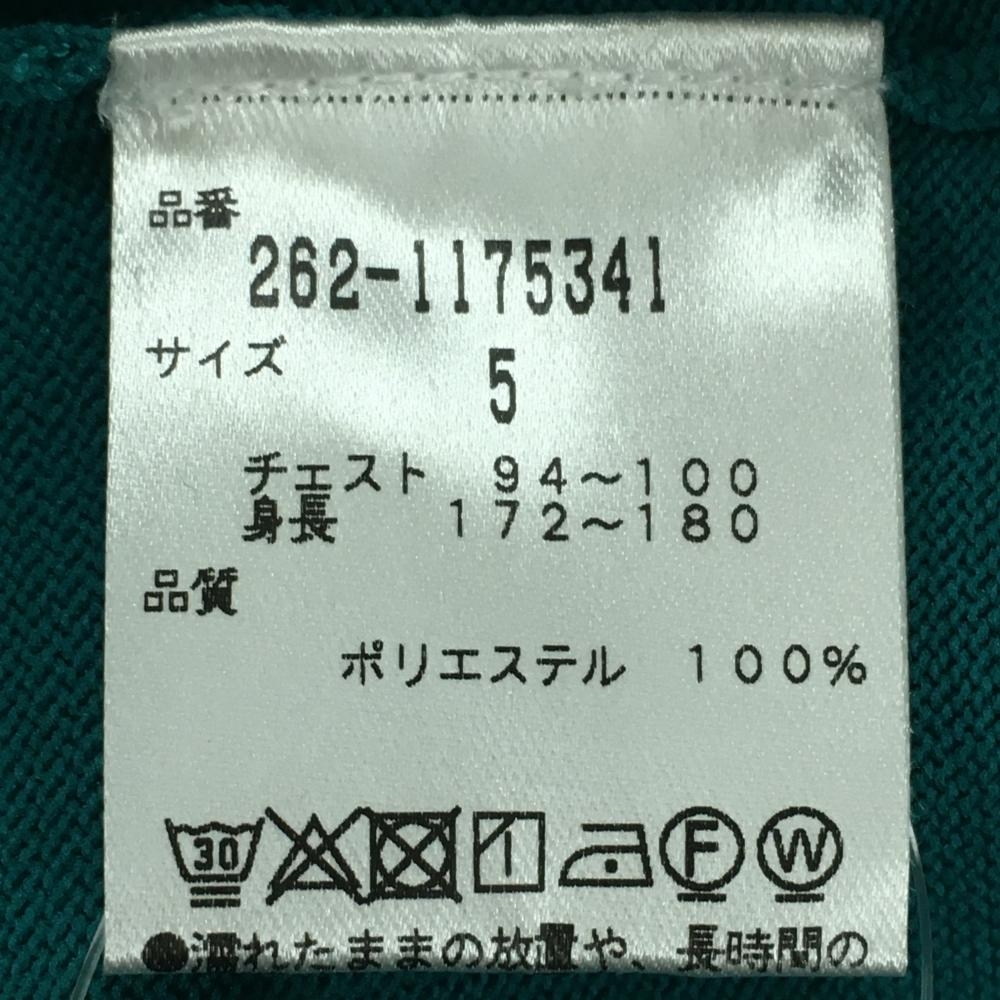 品番
262-1175341
サイズ
5
チェスト 94~100
身長 172~180
品質
ポリエステル 100%
30 F W
●濡れたままの放置や、長時間の